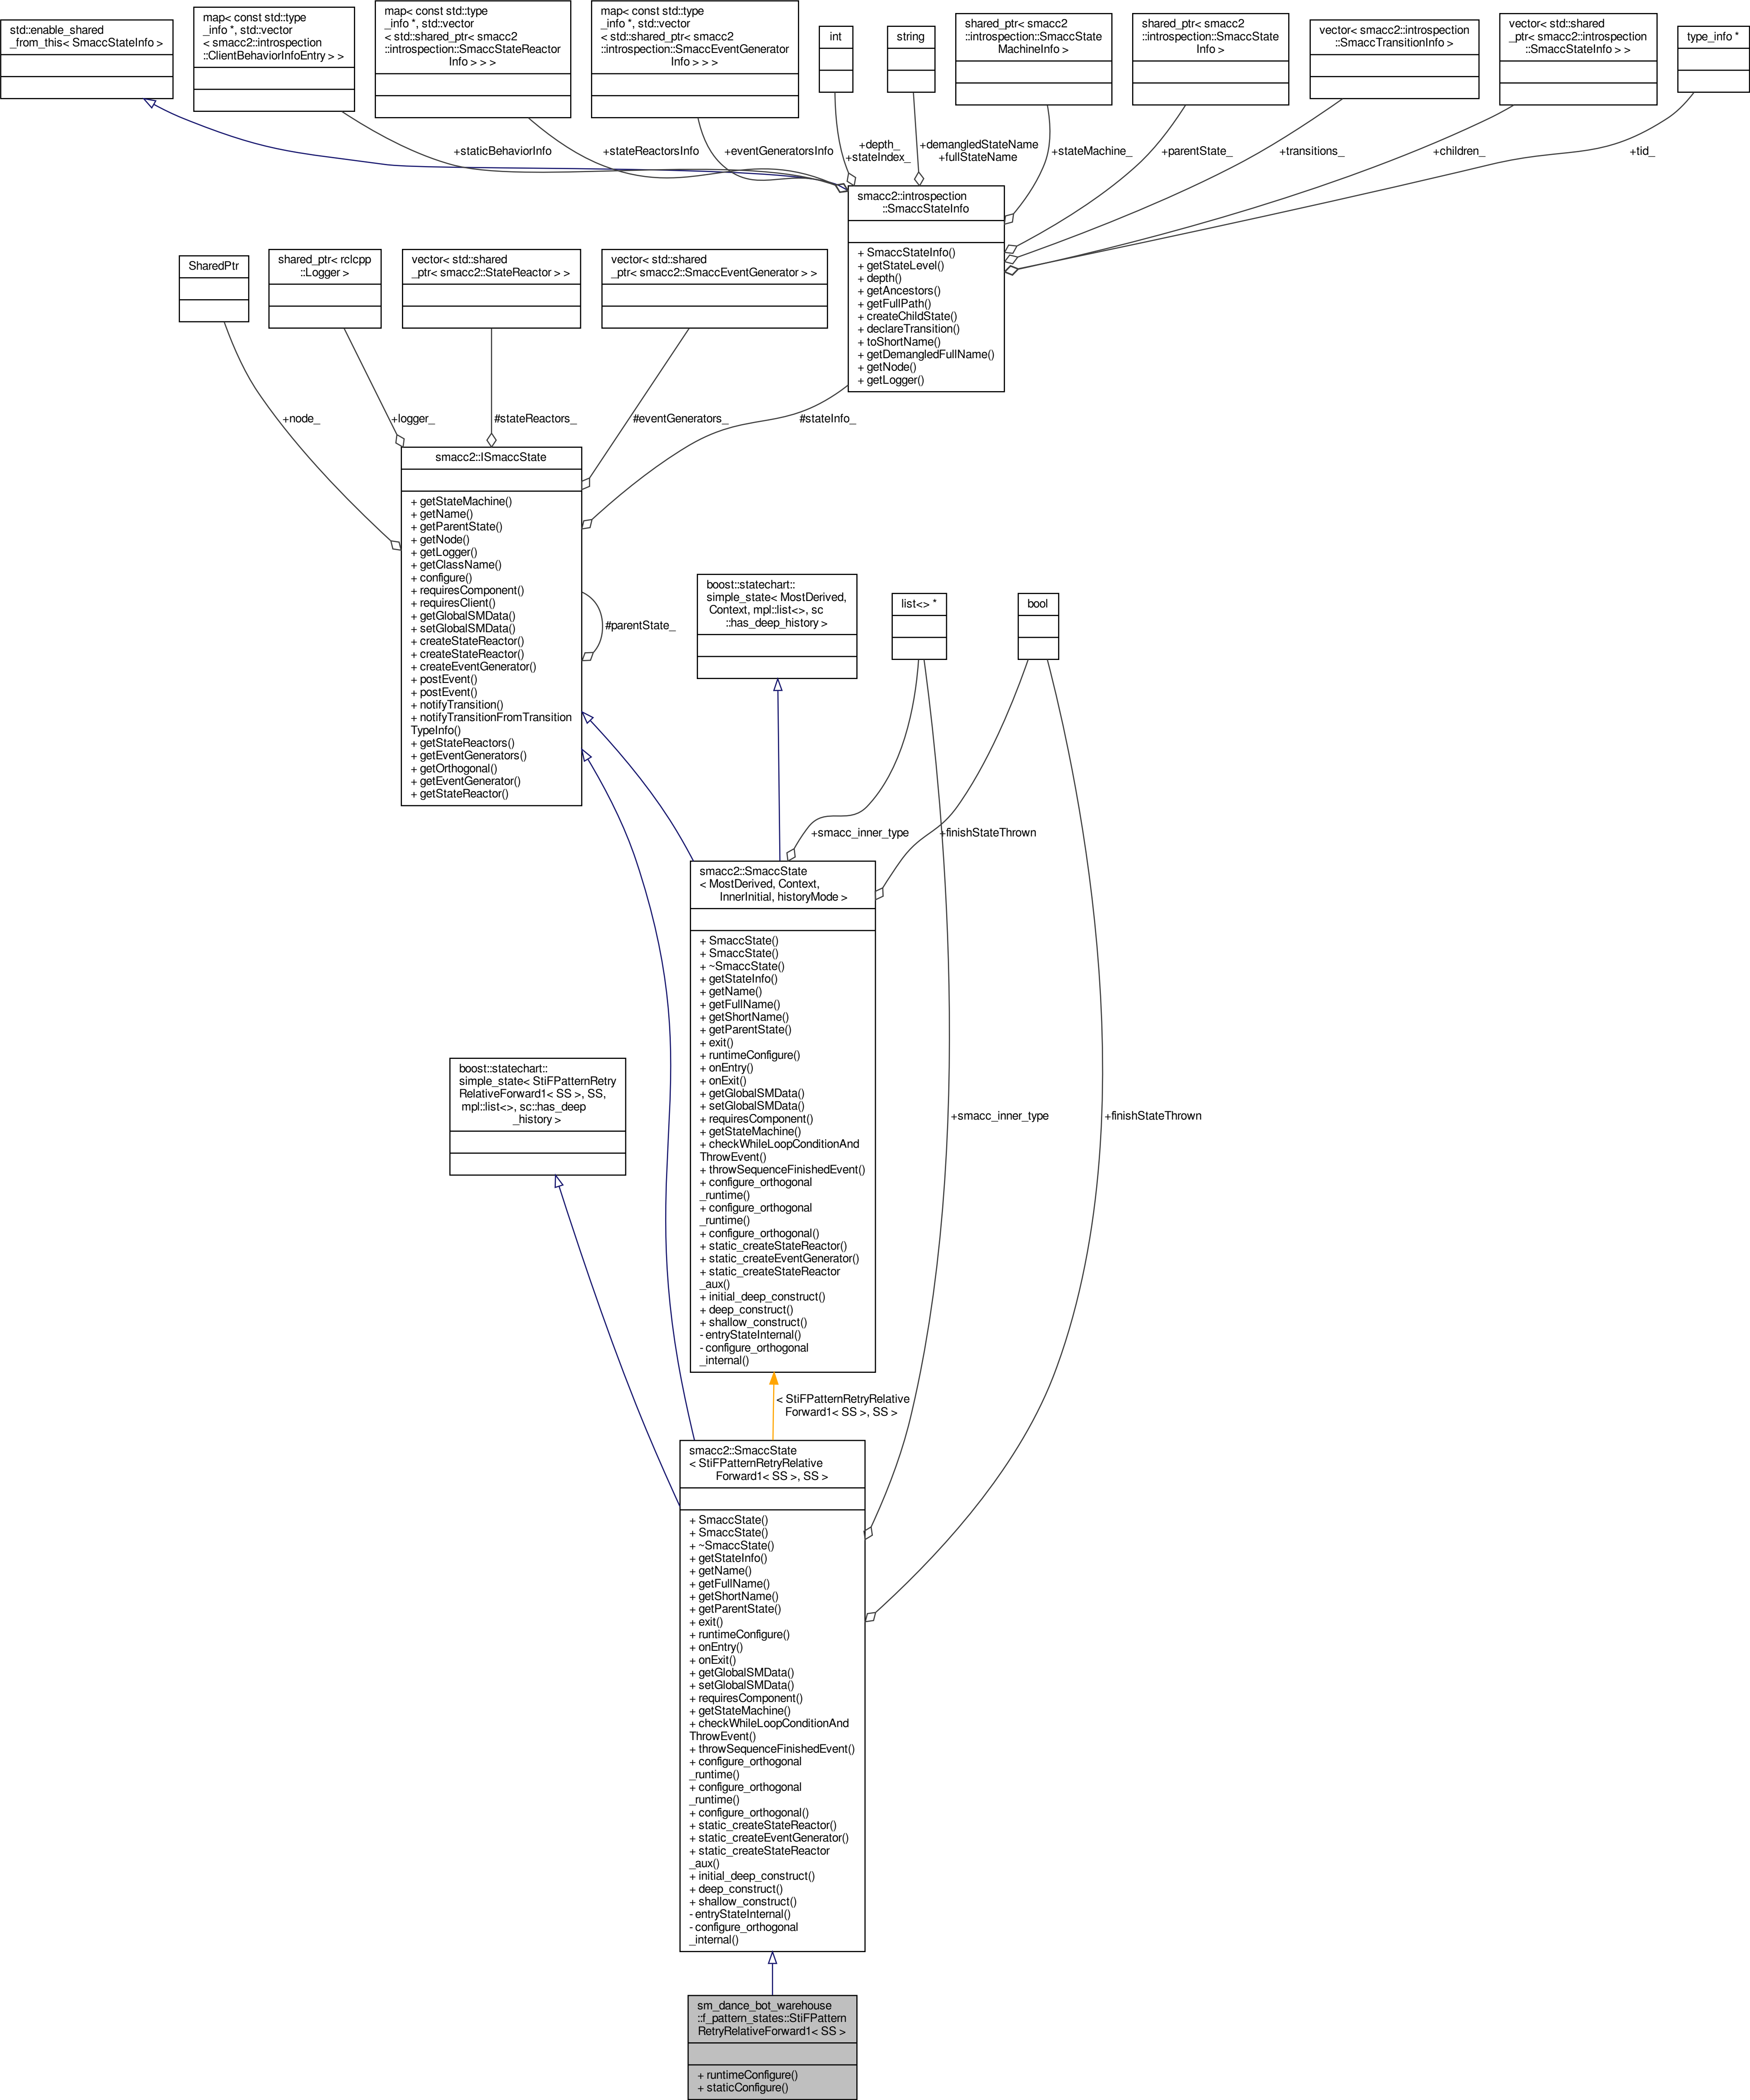 std::enable_shared
_from_this< SmaccStateInfo >
map< const std::type
_info *, std::vector
< smacc2::introspection
::ClientBehaviorInfoEntry > >
map< const std::type
_info *, std::vector
< std::shared_ptr< smacc2
::introspection::SmaccStateReactor
Info > > >
map< const std::type
_info *, std::vector
< std::shared_ptr< smacc2
::introspection::SmaccEventGenerator
Info > > >
int
string
shared_ptr< smacc2
::introspection::SmaccState
MachineInfo >
shared_ptr< smacc2
::introspection::SmaccState
Info >
vector< smacc2::introspection
::SmaccTransitionInfo >
vector< std::shared
_ptr< smacc2::introspection
::SmaccStateInfo > >
type_info *
+staticBehaviorInfo
+stateReactorsInfo
+eventGeneratorsInfo
+depth_
+stateIndex_
+demangledStateName
+fullStateName
+stateMachine_
+parentState_
+transitions_
+children_
+tid_
smacc2::introspection
::SmaccStateInfo
+ SmaccStateInfo()
+ getStateLevel()
+ depth()
+ getAncestors()
+ getFullPath()
+ createChildState()
+ declareTransition()
+ toShortName()
+ getDemangledFullName()
+ getNode()
+ getLogger()
SharedPtr
shared_ptr< rclcpp
::Logger >
vector< std::shared
_ptr< smacc2::StateReactor > >
vector< std::shared
_ptr< smacc2::SmaccEventGenerator > >
+node_
+logger_
#stateReactors_
#eventGenerators_
#stateInfo_
smacc2::ISmaccState
+ getStateMachine()
+ getName()
+ getParentState()
+ getNode()
+ getLogger()
+ getClassName()
+ configure()
+ requiresComponent()
+ requiresClient()
+ getGlobalSMData()
+ setGlobalSMData()
+ createStateReactor()
+ createStateReactor()
+ createEventGenerator()
+ postEvent()
+ postEvent()
+ notifyTransition()
+ notifyTransitionFromTransition
TypeInfo()
+ getStateReactors()
+ getEventGenerators()
+ getOrthogonal()
+ getEventGenerator()
+ getStateReactor()
#parentState_
boost::statechart::
simple_state< MostDerived,
Context, mpl::list<>, sc
::has_deep_history >
list<> *
bool
+smacc_inner_type
+finishStateThrown
smacc2::SmaccState
< MostDerived, Context,
InnerInitial, historyMode >
+ SmaccState()
+ SmaccState()
+ ~SmaccState()
+ getStateInfo()
+ getName()
+ getFullName()
+ getShortName()
+ getParentState()
+ exit()
+ runtimeConfigure()
+ onEntry()
+ onExit()
+ getGlobalSMData()
+ setGlobalSMData()
+ requiresComponent()
+ getStateMachine()
+ checkWhileLoopConditionAnd
ThrowEvent()
+ throwSequenceFinishedEvent()
+ configure_orthogonal
_runtime()
+ configure_orthogonal
_runtime()
+ configure_orthogonal()
+ static_createStateReactor()
+ static_createEventGenerator()
+ static_createStateReactor
_aux()
+ initial_deep_construct()
+ deep_construct()
+ shallow_construct()
- entryStateInternal()
- configure_orthogonal
_internal()
boost::statechart::
simple_state< StiFPatternRetry
RelativeForward1< SS >, SS,
mpl::list<>, sc::has_deep
_history >
+smacc_inner_type
+finishStateThrown
< StiFPatternRetryRelative
Forward1< SS >, SS >
smacc2::SmaccState
< StiFPatternRetryRelative
Forward1< SS >, SS >
+ SmaccState()
+ SmaccState()
+ ~SmaccState()
+ getStateInfo()
+ getName()
+ getFullName()
+ getShortName()
+ getParentState()
+ exit()
+ runtimeConfigure()
+ onEntry()
+ onExit()
+ getGlobalSMData()
+ setGlobalSMData()
+ requiresComponent()
+ getStateMachine()
+ checkWhileLoopConditionAnd
ThrowEvent()
+ throwSequenceFinishedEvent()
+ configure_orthogonal
_runtime()
+ configure_orthogonal
_runtime()
+ configure_orthogonal()
+ static_createStateReactor()
+ static_createEventGenerator()
+ static_createStateReactor
_aux()
+ initial_deep_construct()
+ deep_construct()
+ shallow_construct()
- entryStateInternal()
- configure_orthogonal
_internal()
sm_dance_bot_warehouse
::f_pattern_states::StiFPattern
RetryRelativeForward1< SS >
+ runtimeConfigure()
+ staticConfigure()